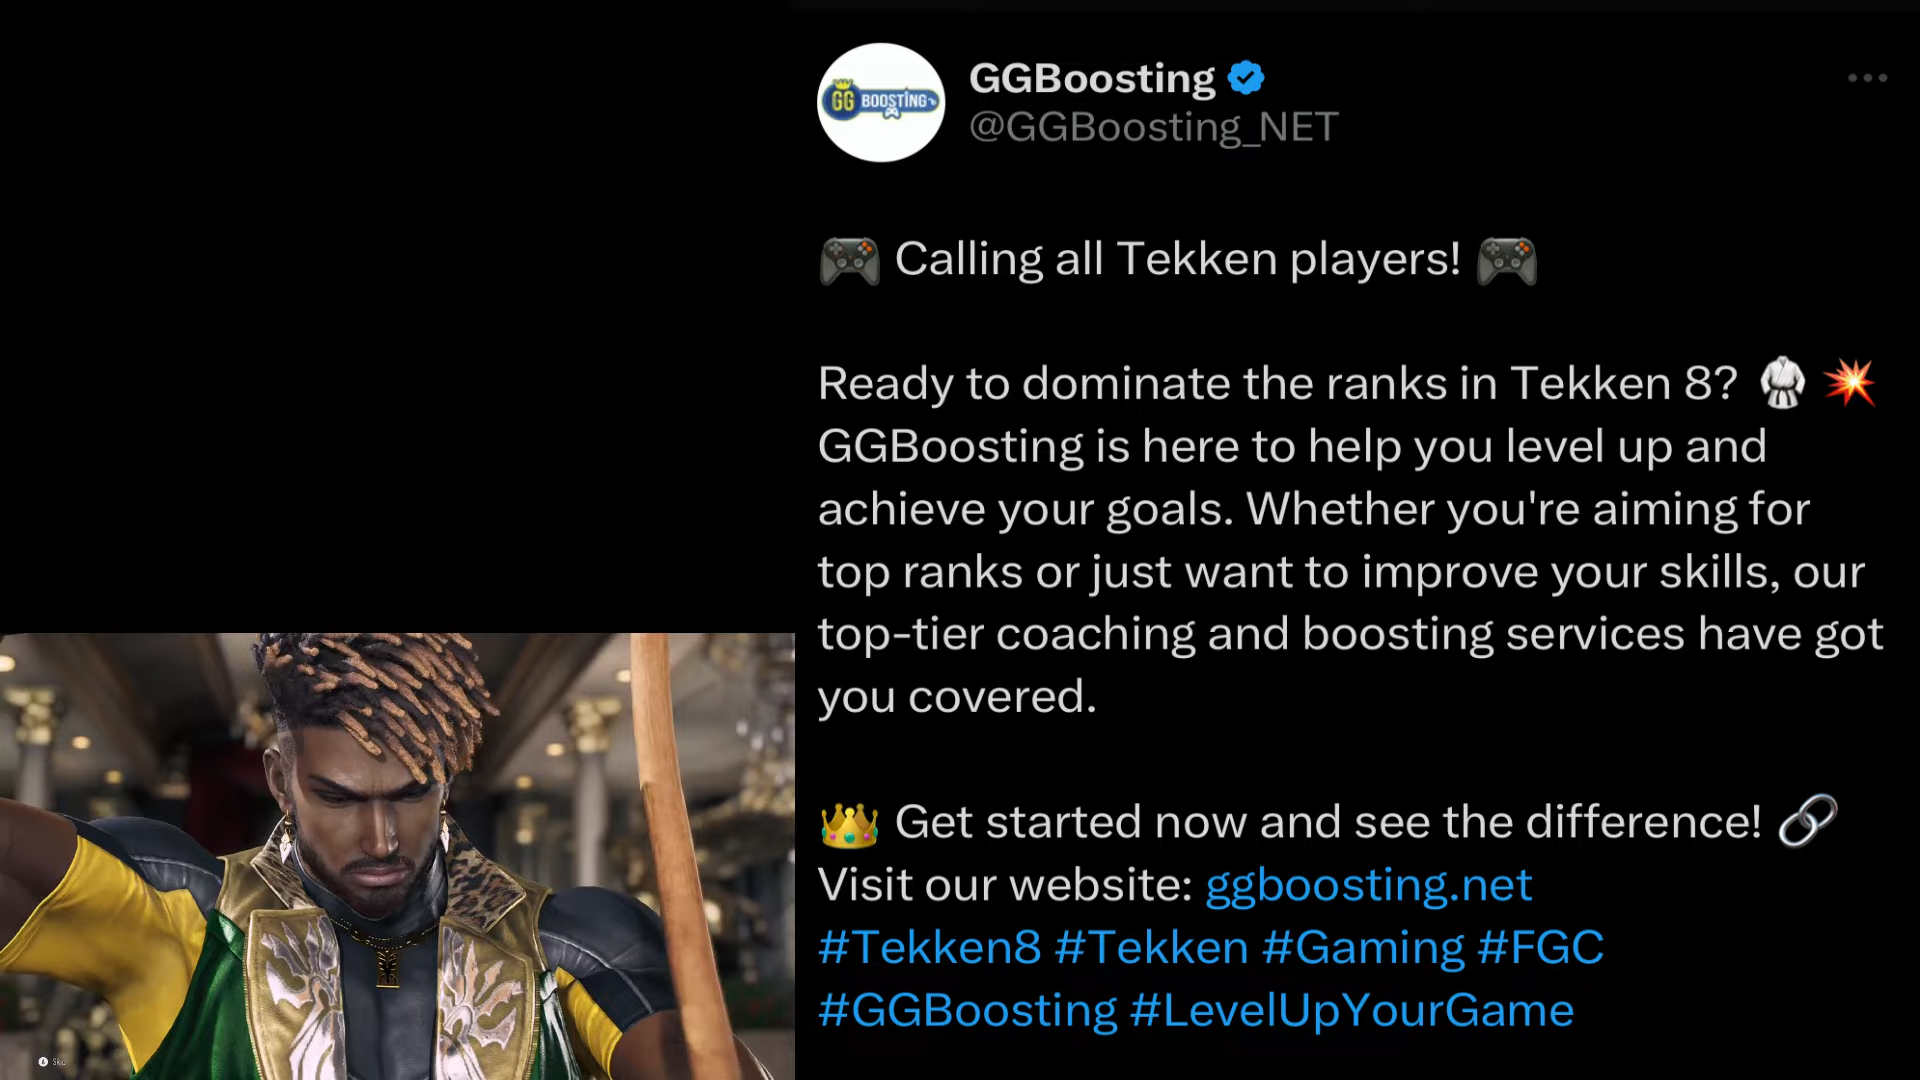 GG BOOSTING
GGBoosting
@GGBoosting_NET
🎮 Calling all Tekken players! 🎮
Ready to dominate the ranks in Tekken 8? 🥋 💥
GGBoosting is here to help you level up and
achieve your goals. Whether you're aiming for
top ranks or just want to improve your skills, our
top-tier coaching and boosting services have got
you covered.
👑 Get started now and see the difference! 🔗
Visit our website: ggboosting.net
#Tekken8 #Tekken #Gaming #FGC
#GGBoosting #LevelUpYourGame